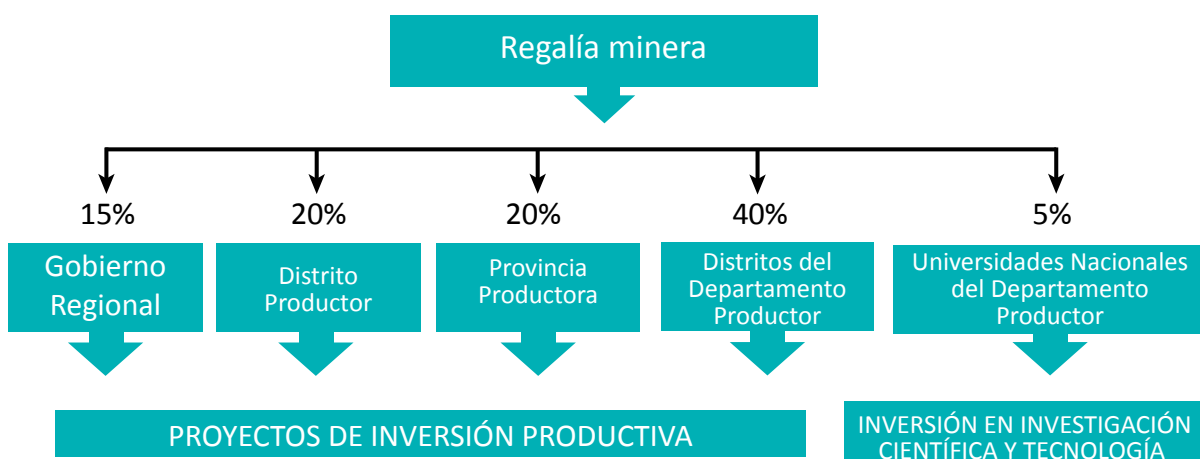 Regalía minera
15%
20%
20%
40%
5%
Gobierno
Regional
Distrito
Productor
Provincia
Productora
Distritos del
Departamento
Productor
Universidades Nacionales
del Departamento
Productor
PROYECTOS DE INVERSIÓN PRODUCTIVA
INVERSIÓN EN INVESTIGACIÓN
CIENTÍFICA Y TECNOLOGÍA